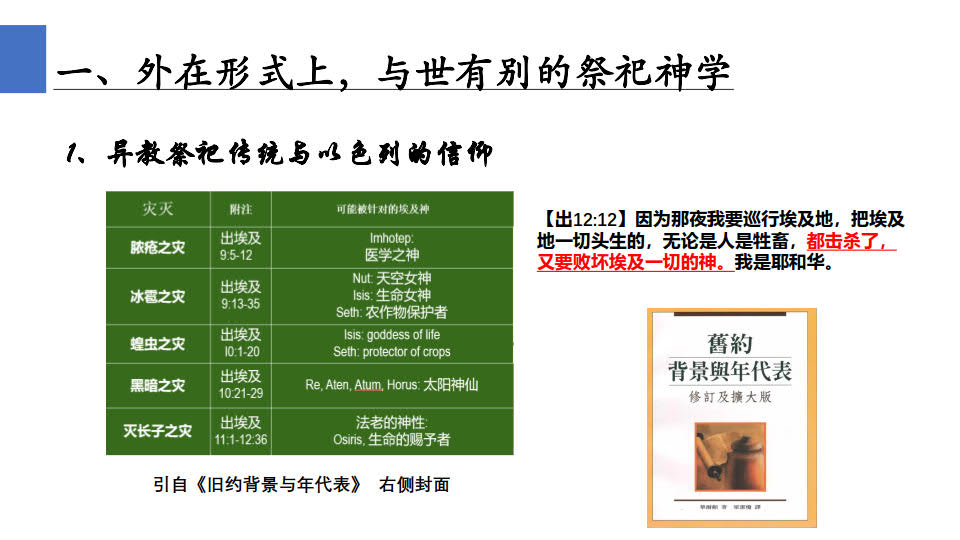 一、外在形式上，与世有别的祭祀神学
1、异教祭祀传统与以色列的信仰
灾灭 附注 可能被针对的埃及神
脓疮之灾 出埃及 9:5-12 Imhotep: 医学之神
冰雹之灾 出埃及 9:13-35 Nut: 天空女神
Isis: 生命女神
Seth: 农作物保护者
蝗虫之灾 出埃及 I0:1-20 Isis: goddess of life
Seth: protector of crops
黑暗之灾 出埃及 10:21-29 Re, Aten, Atum, Horus: 太阳神仙
灭长子之灾 出埃及 11:1-12:36 法老的神性:
Osiris, 生命的赐予者
引自《旧约背景与年代表》 右侧封面
【出12:12】因为那夜我要巡行埃及地，把埃及
地一切头生的，无论是人是牲畜，都击杀了，
又要败坏埃及一切的神。我是耶和华。
舊約
背景與年代表
修訂及擴大版
華爾頓 著 梁潔瓊 譯